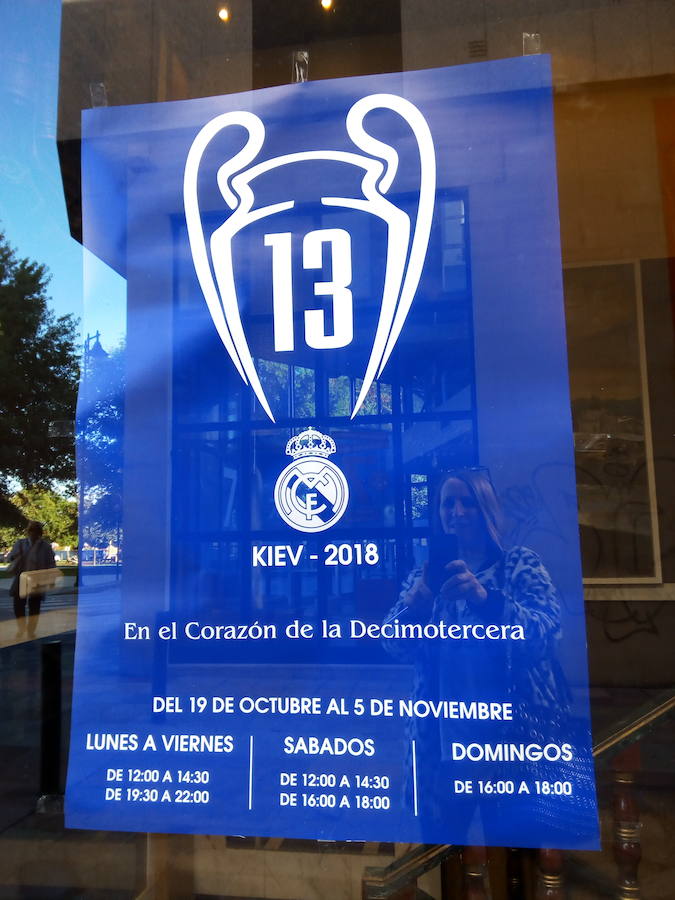 13
KIEV - 2018
En el Corazón de la Decimotercera
DEL 19 DE OCTUBRE AL 5 DE NOVIEMBRE
LUNES A VIERNES
DE 12:00 A 14:30
DE 19:30 A 22:00
SABADOS
DE 12:00 A 14:30
DE 16:00 A 18:00
DOMINGOS
DE 16:00 A 18:00